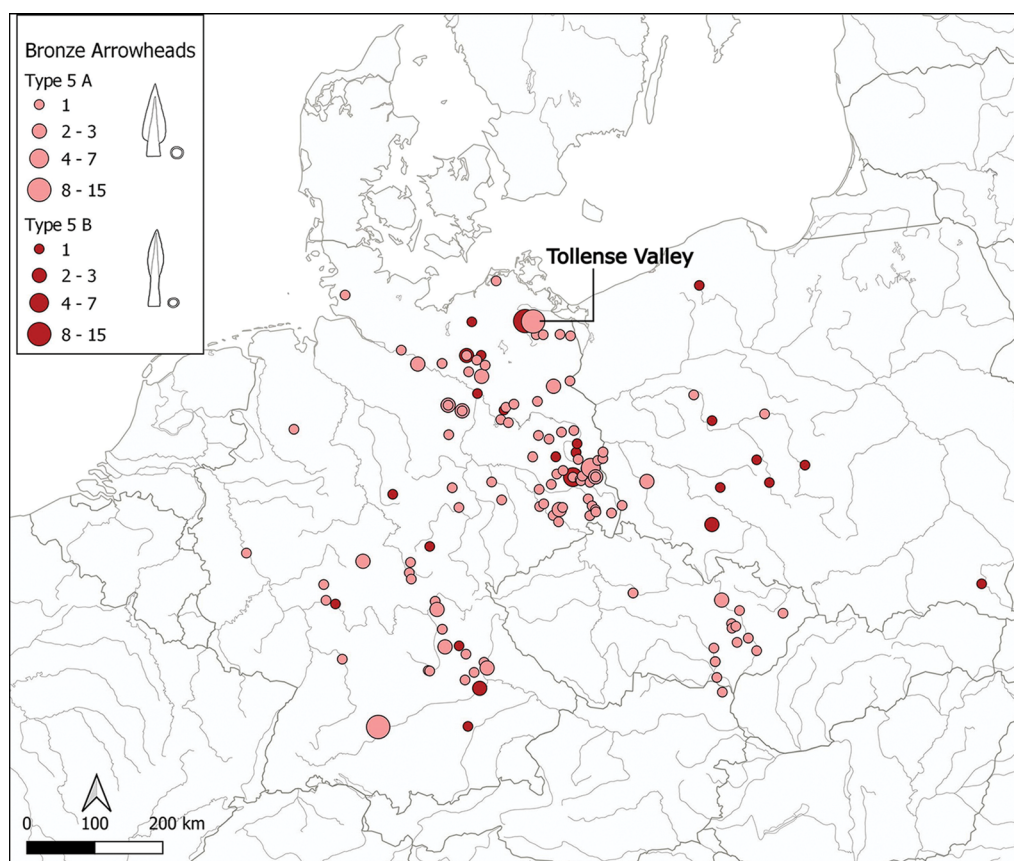 Bronze Arrowheads
Type 5 A
1
2 - 3
4 - 7
8 - 15
Type 5 B
1
2 - 3
4 - 7
8 - 15
Tollense Valley
0 100 200 km